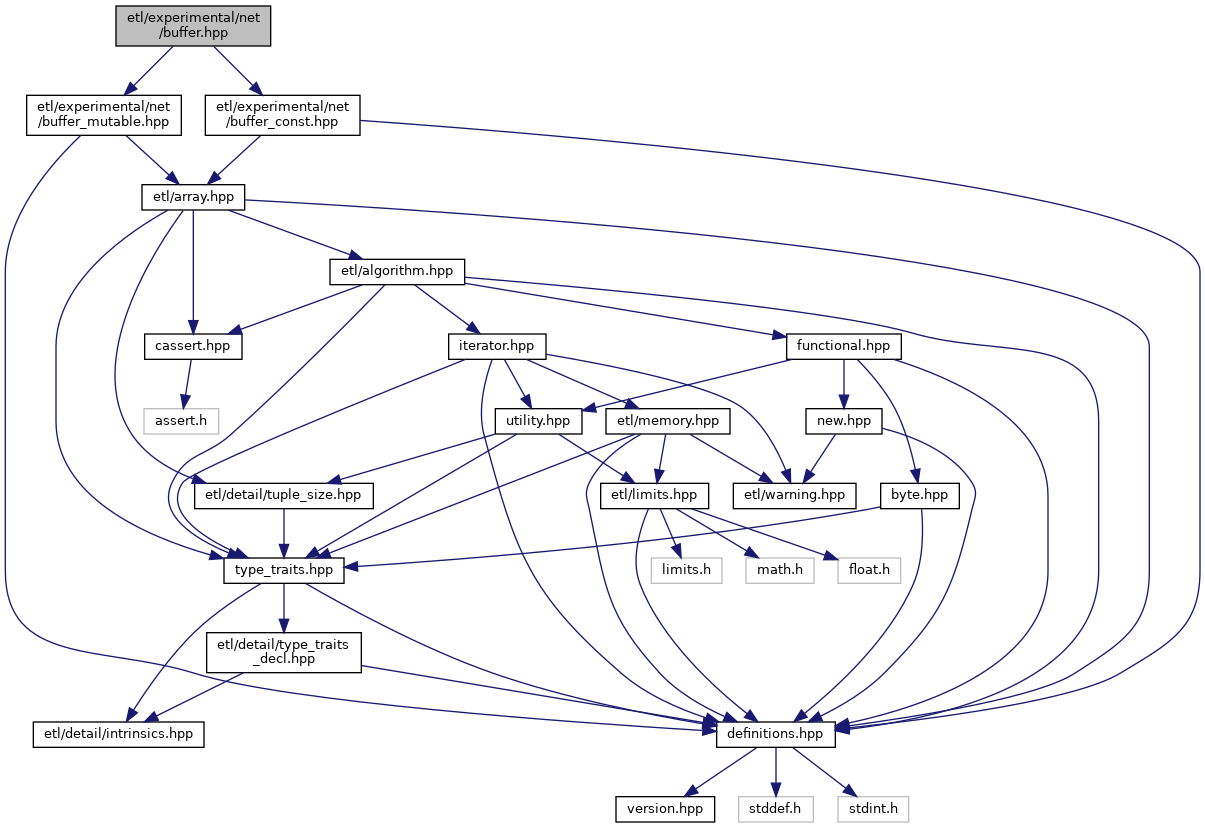 etl/experimental/net
/buffer.hpp
etl/experimental/net
/buffer_mutable.hpp
etl/experimental/net
/buffer_const.hpp
etl/array.hpp
etl/algorithm.hpp
cassert.hpp
iterator.hpp
functional.hpp
assert.h
utility.hpp
etl/memory.hpp
new.hpp
etl/detail/tuple_size.hpp
etl/limits.hpp
etl/warning.hpp
byte.hpp
type_traits.hpp
limits.h
math.h
float.h
etl/detail/type_traits
_decl.hpp
etl/detail/intrinsics.hpp
definitions.hpp
version.hpp
stddef.h
stdint.h